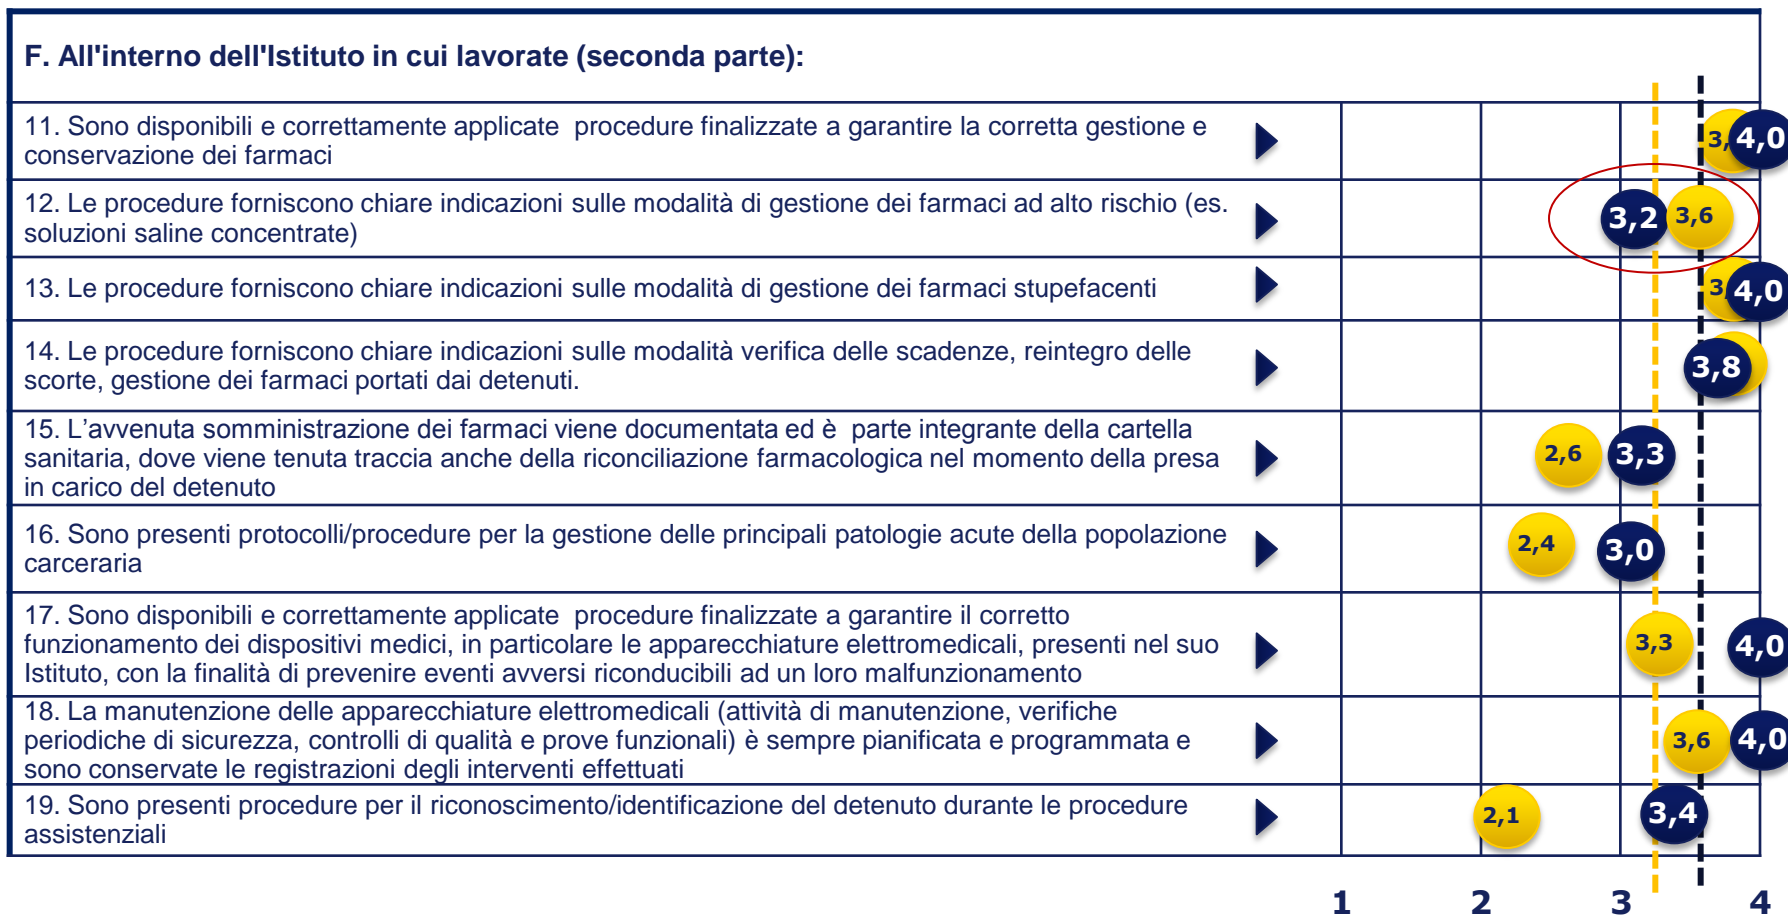 F. All'interno dell'Istituto in cui lavorate (seconda parte):
11. Sono disponibili e correttamente applicate procedure finalizzate a garantire la corretta gestione e
conservazione dei farmaci
4,0
12. Le procedure forniscono chiare indicazioni sulle modalità di gestione dei farmaci ad alto rischio (es.
soluzioni saline concentrate)
3,2 3,6
13. Le procedure forniscono chiare indicazioni sulle modalità di gestione dei farmaci stupefacenti
4,0
14. Le procedure forniscono chiare indicazioni sulle modalità verifica delle scadenze, reintegro delle
scorte, gestione dei farmaci portati dai detenuti.
3,8
15. L'avvenuta somministrazione dei farmaci viene documentata ed è parte integrante della cartella
sanitaria, dove viene tenuta traccia anche della riconciliazione farmacologica nel momento della presa
in carico del detenuto
2,6 3,3
16. Sono presenti protocolli/procedure per la gestione delle principali patologie acute della popolazione
carceraria
2,4 3,0
17. Sono disponibili e correttamente applicate procedure finalizzate a garantire il corretto
funzionamento dei dispositivi medici, in particolare le apparecchiature elettromedicali, presenti nel suo
Istituto, con la finalità di prevenire eventi avversi riconducibili ad un loro malfunzionamento
3,3 4,0
18. La manutenzione delle apparecchiature elettromedicali (attività di manutenzione, verifiche
periodiche di sicurezza, controlli di qualità e prove funzionali) è sempre pianificata e programmata e
sono conservate le registrazioni degli interventi effettuati
3,6 4,0
19. Sono presenti procedure per il riconoscimento/identificazione del detenuto durante le procedure
assistenziali
2,1 3,4
1 2 3 4